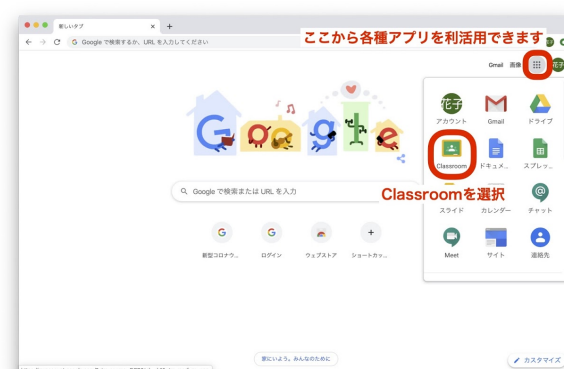 新しいタブ
Google で検索するか、URL を入力してください
ここから各種アプリを利活用できます
Gmail 画像
花子
花子
アカウント Gmail ドライブ
Classroom ドキュメ... スプレッ...
Classroomを選択
スライド カレンダー チャット
Meet サイト 連絡先
Google
Google で検索または URL を入力
新型コロナウ... ログイン ウェブストア ショートカッ...
家にいよう。みんなのために
カスタマイズ